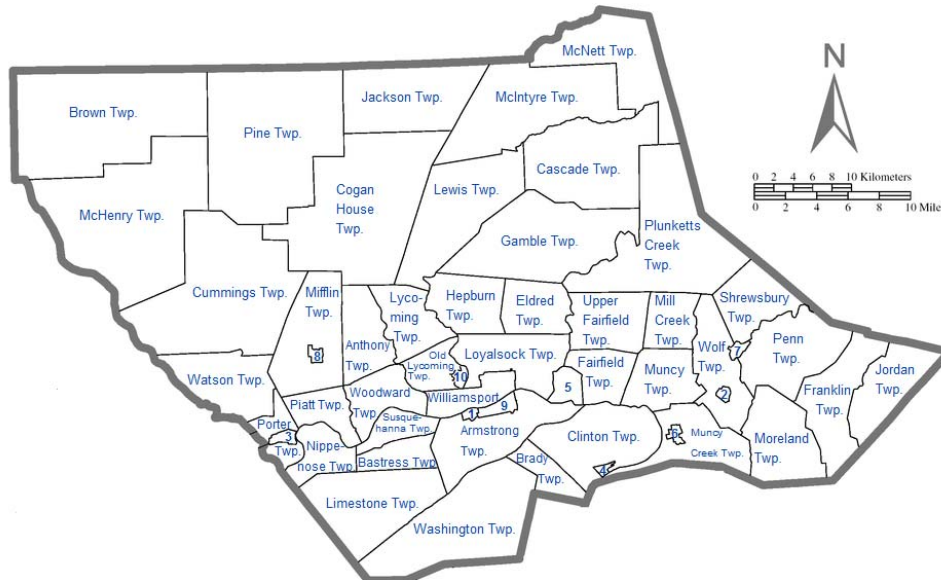 McNett Twp.
N
Jackson Twp.
McIntyre Twp.
Brown Twp.
Pine Twp.
Cascade Twp.
0 2 4 6 8 10 Kilometers
0 2 4 6 8 10 Mile
Cogan
House
Twp.
Lewis Twp.
McHenry Twp.
Plunketts
Creek
Twp.
Gamble Twp.
Cummings Twp.
Mifflin
Twp.
Lyco-
ming
Twp.
Hepburn
Twp.
Eldred
Twp.
Upper
Fairfield
Twp.
Mill
Creek
Twp.
Shrewsbury
Twp.
Anthony
Twp.
Old
Lycoming
Twp.
Loyalsock Twp.
Wolf
Twp.
Penn
Twp.
7
8
10
Fairfield
Twp.
Muncy
Twp.
Jordan
Twp.
Watson Twp.
Franklin
Twp.
5
2
Woodward
Twp.
Williamsport
9
Piatt Twp.
Susque-
hanna Twp.
1
Porter
Twp.
3
Armstrong
Twp.
Clinton Twp.
6
Muncy
Creek Twp.
Moreland
Twp.
Nippe-
nose Twp.
Bastress Twp.
Brady
Twp.
4
Limestone Twp.
Washington Twp.